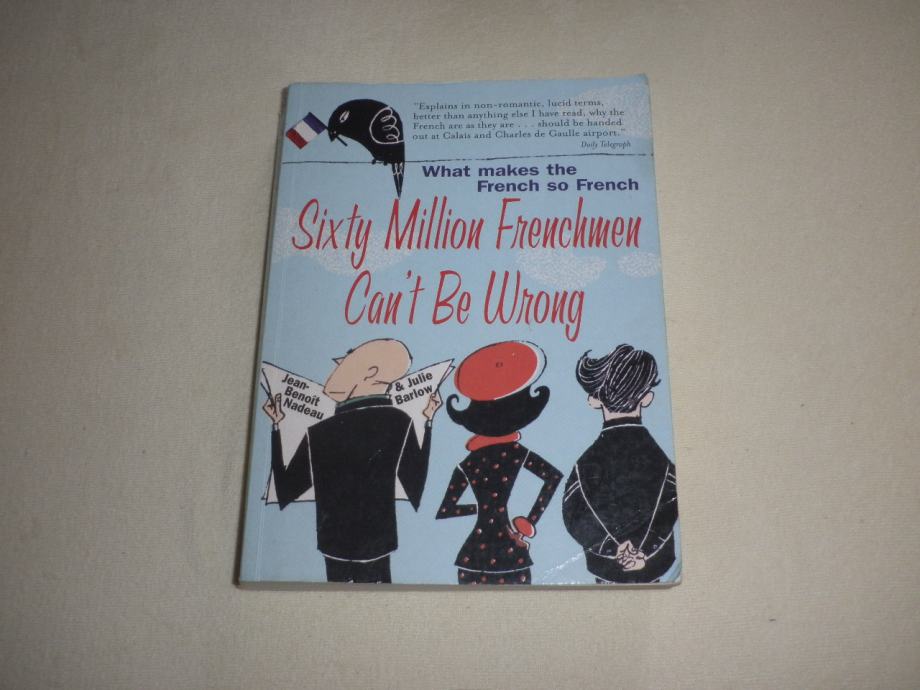 "Explains in non-romantic, lucid terms,
better than anything else I have read, why the
French are as they are . . . should be handed
out at Calais and Charles de Gaulle airport."
Daily Telegraph
What makes the
French so French
Sixty Million Frenchmen
Can't Be Wrong
Jean-
Benoît
Nadeau
& Julie
Barlow